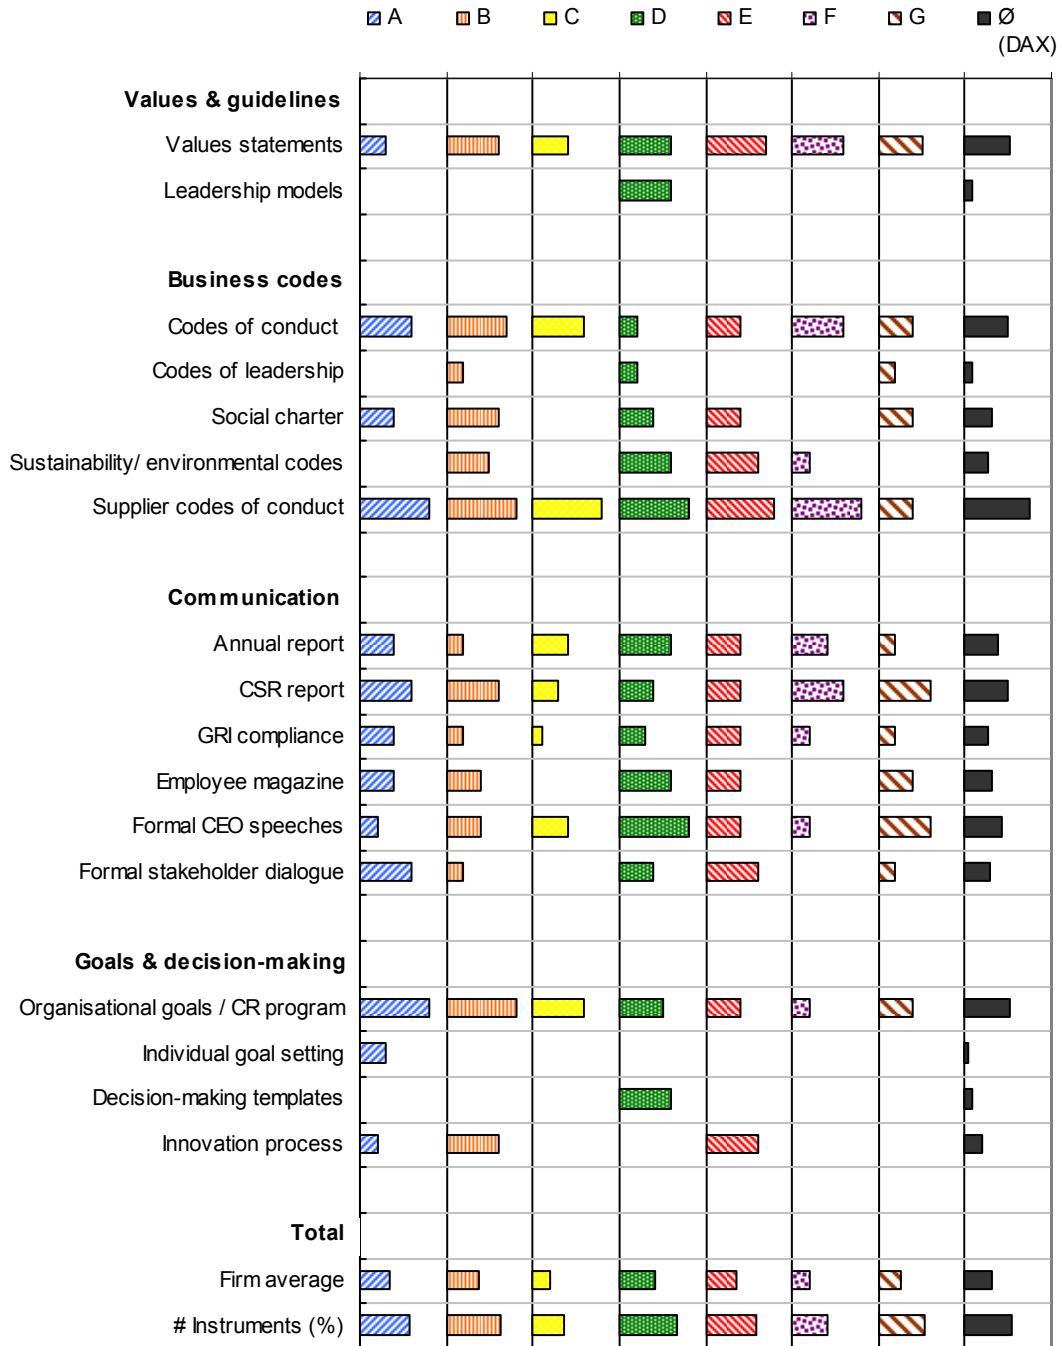 A B C D E F G Ø
(DAX)
Values & guidelines
Values statements
Leadership models
Business codes
Codes of conduct
Codes of leadership
Social charter
Sustainability/ environmental codes
Supplier codes of conduct
Communication
Annual report
CSR report
GRI compliance
Employee magazine
Formal CEO speeches
Formal stakeholder dialogue
Goals & decision-making
Organisational goals / CR program
Individual goal setting
Decision-making templates
Innovation process
Total
Firm average
# Instruments (%)